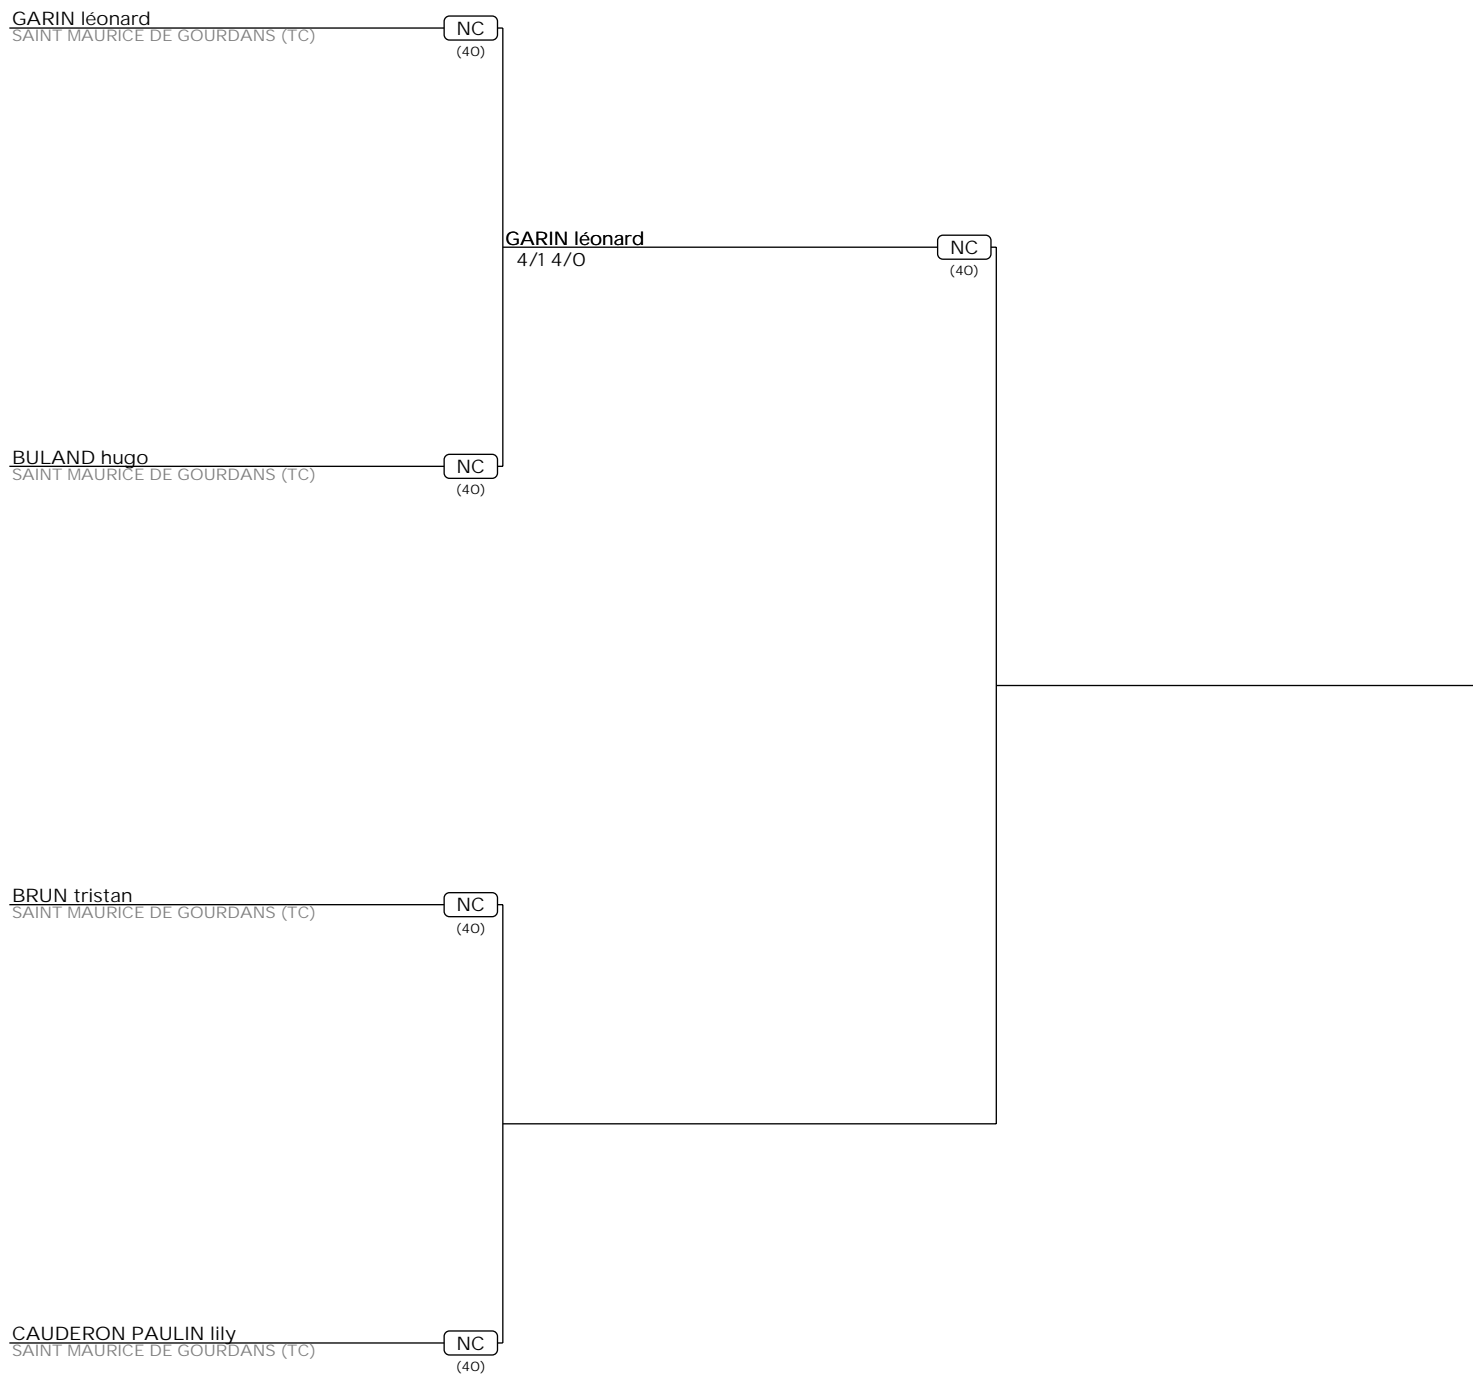 GARIN léonard
SAINT MAURICE DE GOURDANS (TC)
NC
(40)
GARIN léonard
4/1 4/0
NC
(40)
BULAND hugo
SAINT MAURICE DE GOURDANS (TC)
NC
(40)
BRUN tristan
SAINT MAURICE DE GOURDANS (TC)
NC
(40)
CAUDERON PAULIN lily
SAINT MAURICE DE GOURDANS (TC)
NC
(40)